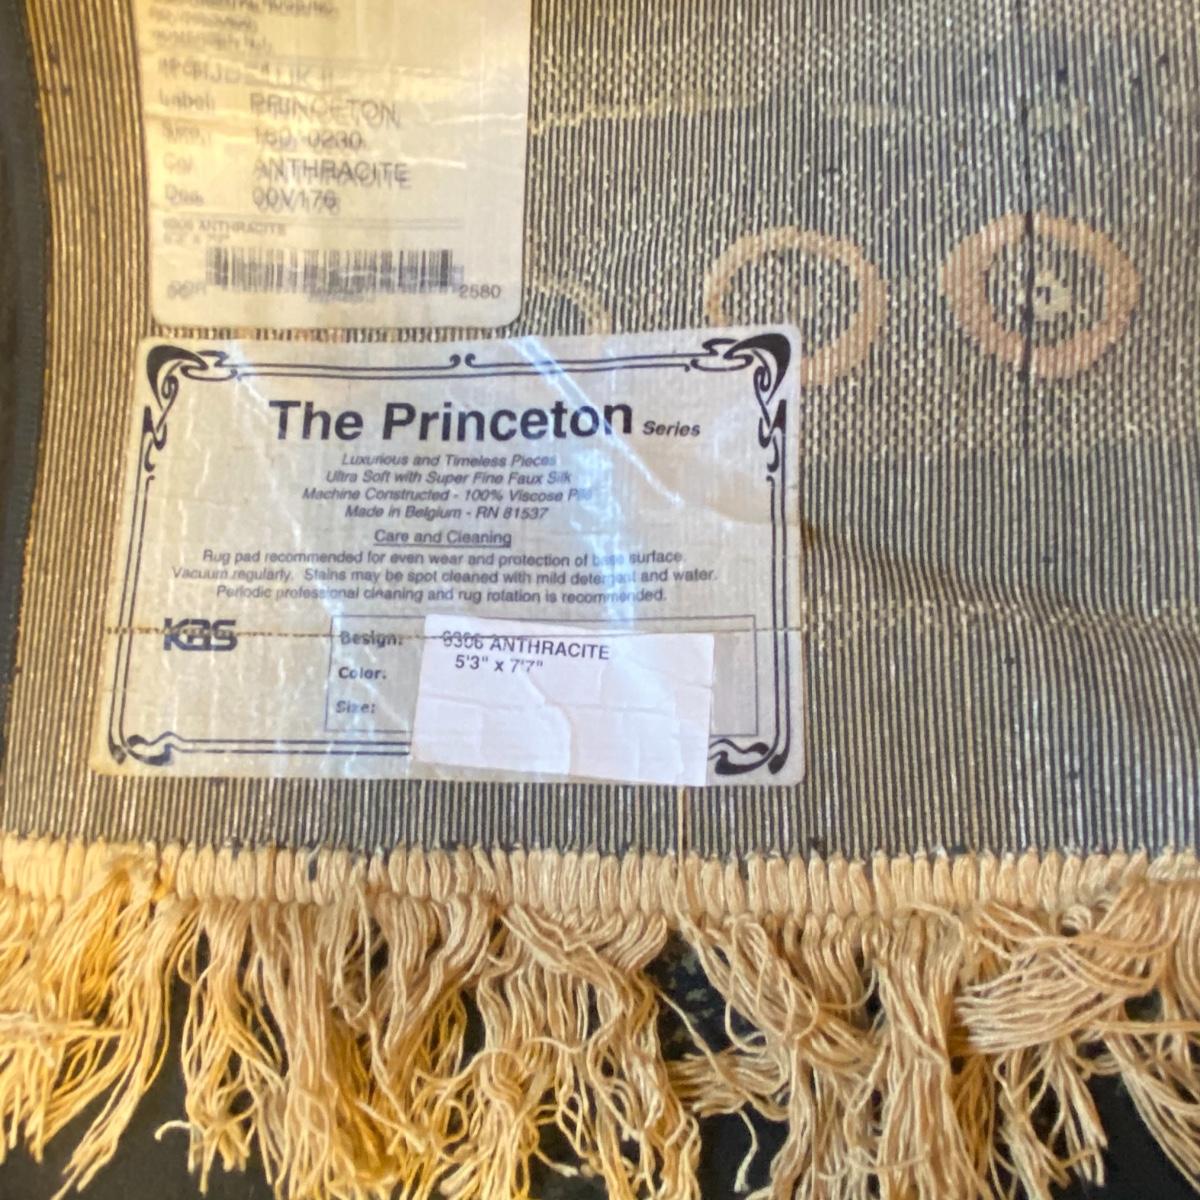 Label: PRINCETON
Size: 160/0230
Col ANTHRACITE
Des. 00V/176
ANTHRACITE
2580
The Princeton Series
Luxurious and Timeless Pieces
Ultra Soft with Super Fine Faux Silk
Machine Constructed - 100% Viscose Pile
Made in Belgium - RN 81537
Care and Cleaning
Rug pad recommended for even wear and protection of base surface.
Vacuum regularly. Stains may be spot cleaned with mild detergent and water.
Periodic professional cleaning and rug rotation is recommended.
KAS
Design: ANTHRACITE
5'3" x 7'7"
Color:
Size: